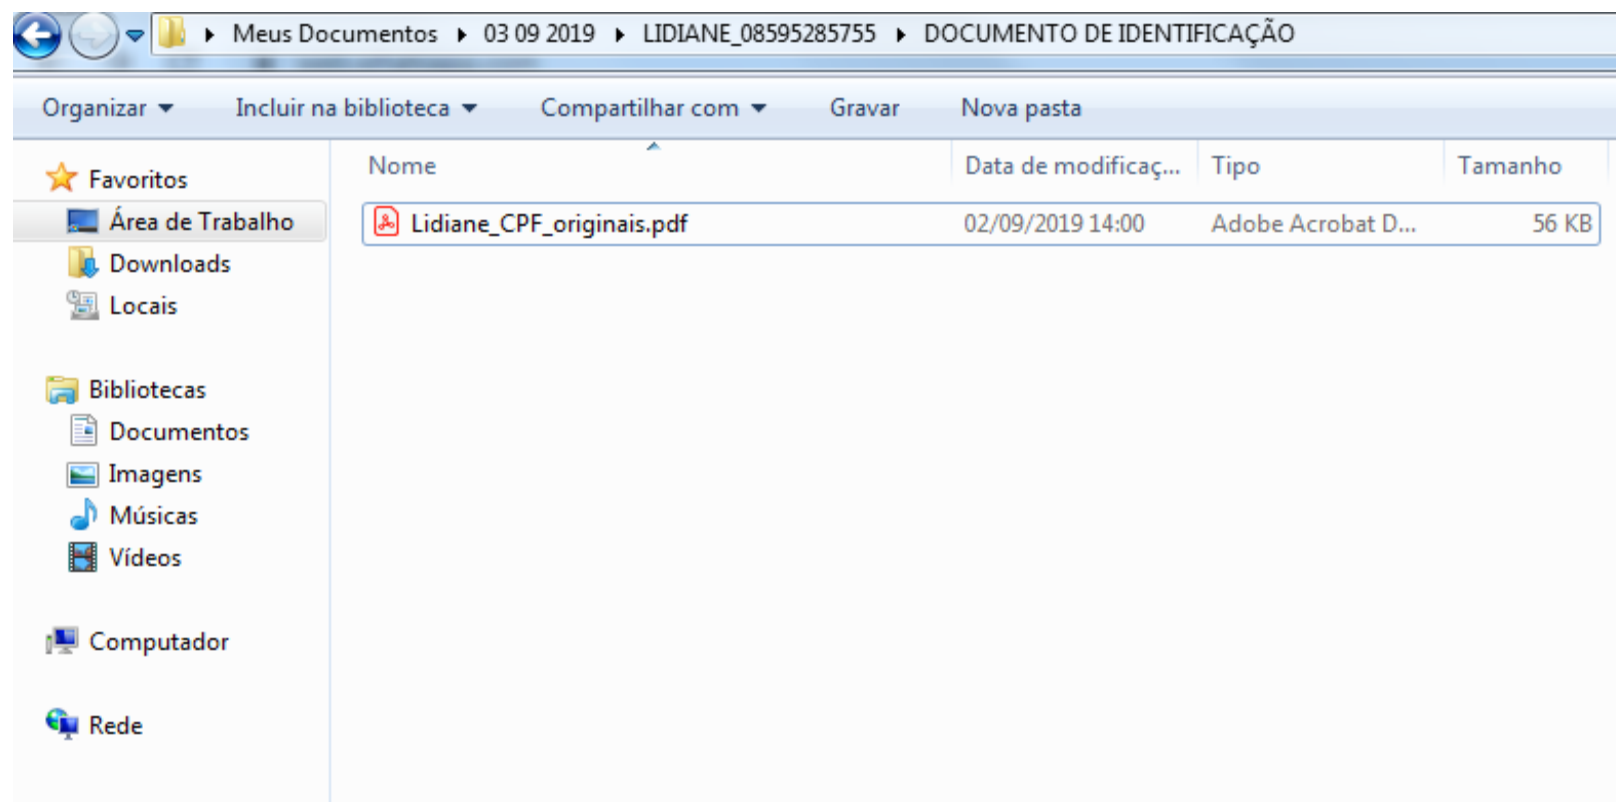 Meus Documentos 03 09 2019 LIDIANE_08595285755 DOCUMENTO DE IDENTIFICAÇÃO
Organizar Incluir na biblioteca Compartilhar com Gravar Nova pasta
Nome Data de modificaç... Tipo Tamanho
Favoritos
Área de Trabalho
Lidiane_CPF_originais.pdf 02/09/2019 14:00 Adobe Acrobat D... 56 KB
Downloads
Locais
Bibliotecas
Documentos
Imagens
Músicas
Vídeos
Computador
Rede